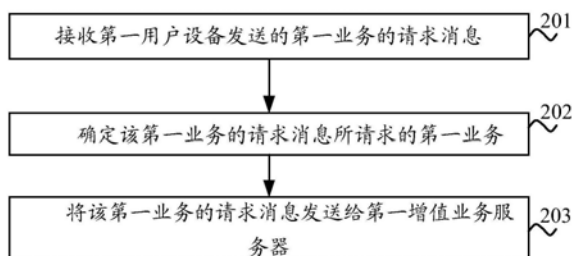 接收第一用户设备发送的第一业务的请求消息
201
确定该第一业务的请求消息所请求的第一业务
202
将该第一业务的请求消息发送给第一增值业务服
务器
203